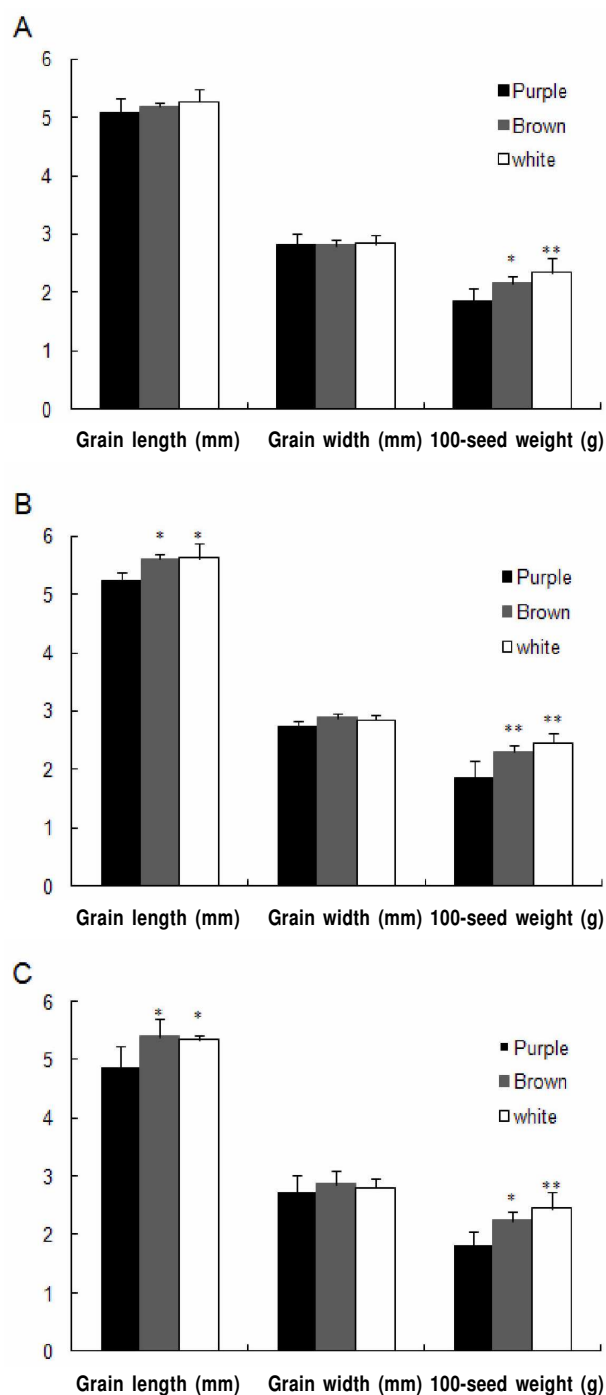 A
6
5
4
3
2
1
0
Purple
Brown
white
* **
Grain length (mm) Grain width (mm) 100-seed weight (g)
B
6
5
4
3
2
1
0
* *
Purple
Brown
white
** **
Grain length (mm) Grain width (mm) 100-seed weight (g)
C
6
5
4
3
2
1
0
* *
Purple
Brown
white
* **
Grain length (mm) Grain width (mm) 100-seed weight (g)